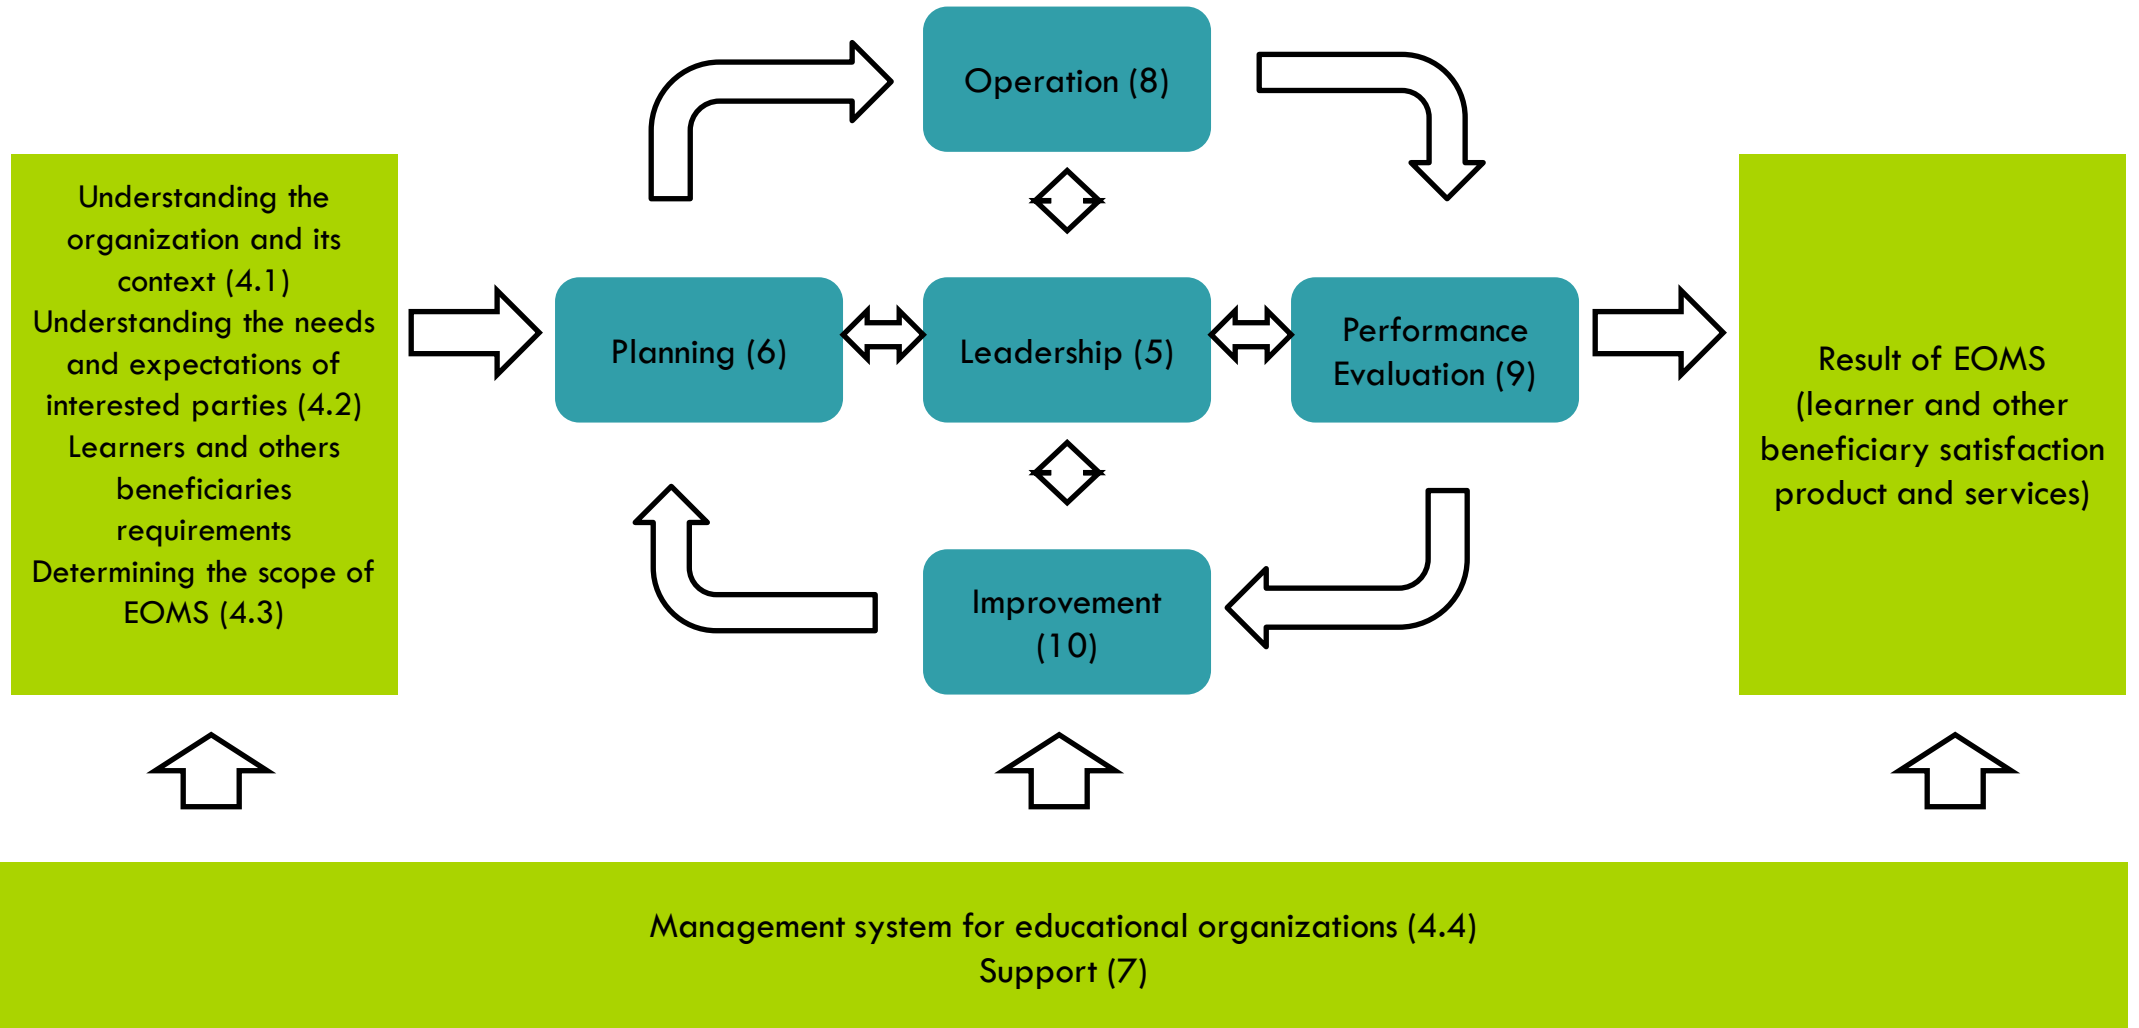 Operation (8)
Understanding the
organization and its
context (4.1)
Understanding the needs
and expectations of
interested parties (4.2)
Learners and others
beneficiaries
requirements
Determining the scope of
EOMS (4.3)
Planning (6)
Leadership (5)
Performance
Evaluation (9)
Result of EOMS
(learner and other
beneficiary satisfaction
product and services)
Improvement
(10)
Management system for educational organizations (4.4)
Support (7)